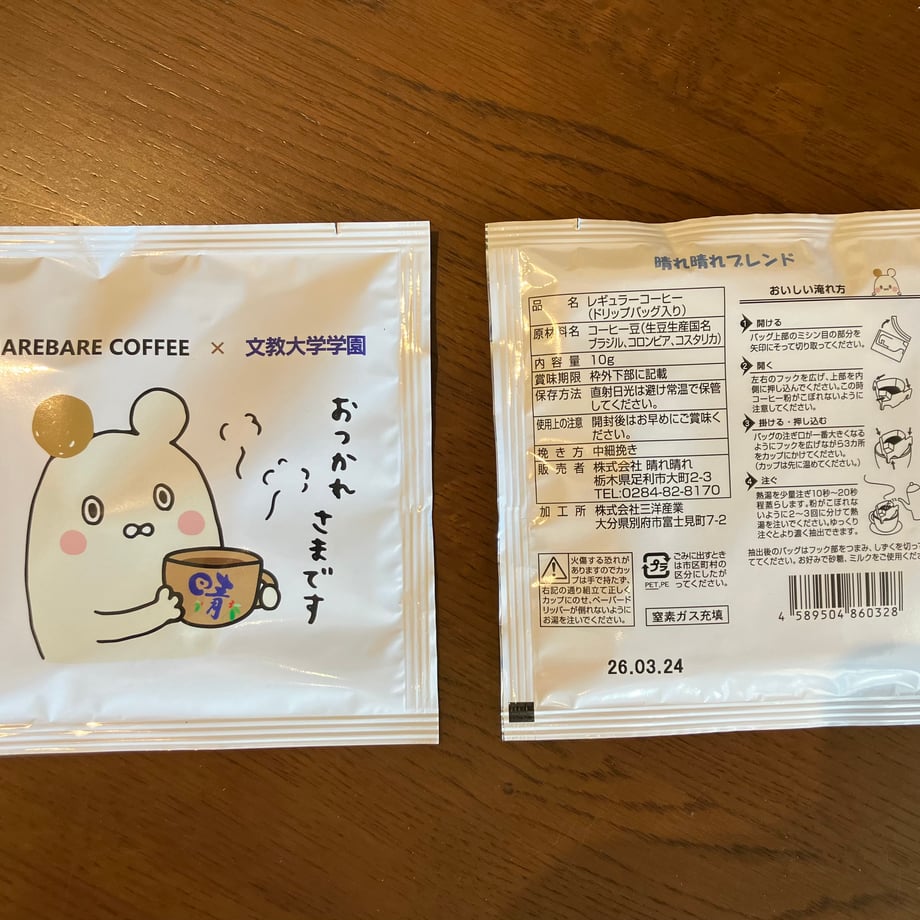 AREBARE COFFEE × 文教大学学園
おつかれさまです
晴
晴れ晴れブレンド
品名 レギュラーコーヒー
(ドリップバッグ入り)
原材料名 コーヒー豆(生豆生産国名
ブラジル、コロンビア、コスタリカ)
内容量 10g
賞味期限 枠外下部に記載
保存方法 直射日光は避け常温で保管
してください。
使用上の注意 開封後はお早めにご賞味く
ださい。
挽き方 中細挽き
販売者 株式会社 晴れ晴れ
栃木県足利市大町2-3
TEL:0284-82-8170
加工所 株式会社三洋産業
大分県別府市富士見町7-2
火傷する恐れが
ありますのでカッ
プは手で持たず、
右記の通り組立て正しく
カップにのせ、ペーパード
リッパーが倒れないように
お湯を注いでください。
プラ
PET,PE
ごみに出すとき
は市区町村の
区分にしたが
ってください。
窒素ガス充填
26.03.24
おいしい淹れ方
1 開ける
バッグ上部のミシン目の部分を
矢印にそって切り取ってください。
2 開く
左右のフックを広げ、上部を内
側に押し込んでください。この時
コーヒー粉がこぼれないように
注意してください。
3 掛ける・押し込む
バッグの注ぎ口が一番大きくなる
ようにフックを広げながら3カ所
をカップにかけてください。
(カップは先に温めてください。)
4 注ぐ
熱湯を少量注ぎ10秒〜20秒
程蒸らします。粉がこぼれな
いように2〜3回に分けて熱
湯を注いでください。ゆっくり
注ぐとより濃く抽出できます。
抽出後のバッグはフック部をつまみ、しずくを切っ
ててください。お好みで砂糖、ミルクをご使用くだ
4 589504 860328